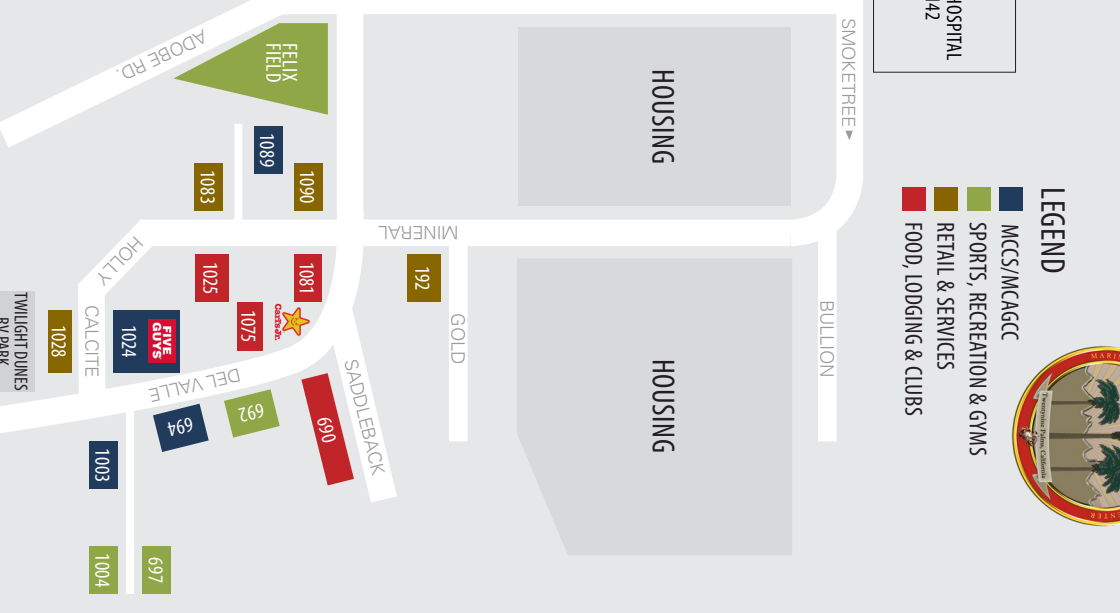 HOSPITAL
142
SMOKETREE
ADOBE RD.
FELIX
FIELD
HOUSING
LEGEND
MCCS/MCAGCC
SPORTS, RECREATION & GYMS
RETAIL & SERVICES
FOOD, LODGING & CLUBS
1089
1083
1090
MINERAL
HOLLY
1025
1081
192
1075
Carl's Jr.
GOLD
BULLION
TWILIGHT DUNES
RV PARK
1028
CALCITE
1024
FIVE
GUYS
DEL VALLE
SADDLEBACK
HOUSING
694
692
690
1003
1004
697
Twentynine Palms, California